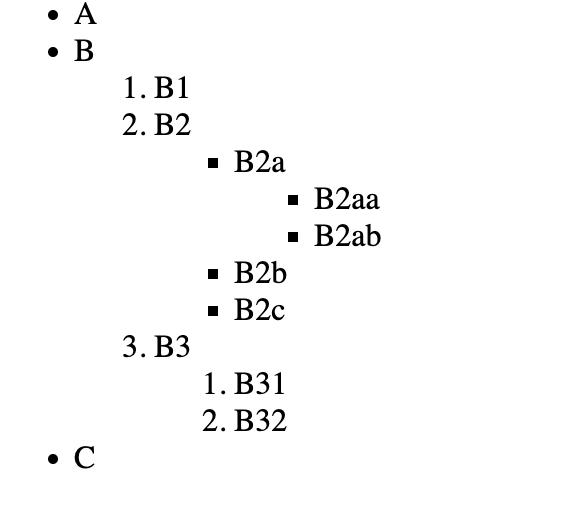 • A
• B
1. B1
2. B2
▪ B2a
▪ B2aa
▪ B2ab
▪ B2b
▪ B2c
3. B3
1. B31
2. B32
• C